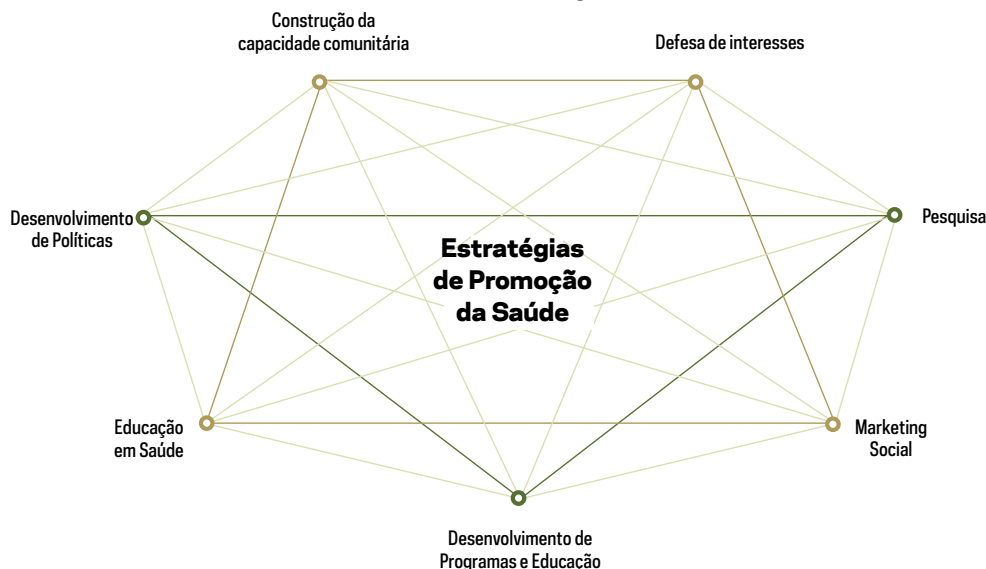 Construção da
capacidade comunitária
Defesa de interesses
Desenvolvimento
de Políticas
Pesquisa
Estratégias
de Promoção
da Saúde
Educação
em Saúde
Marketing
Social
Desenvolvimento de
Programas e Educação